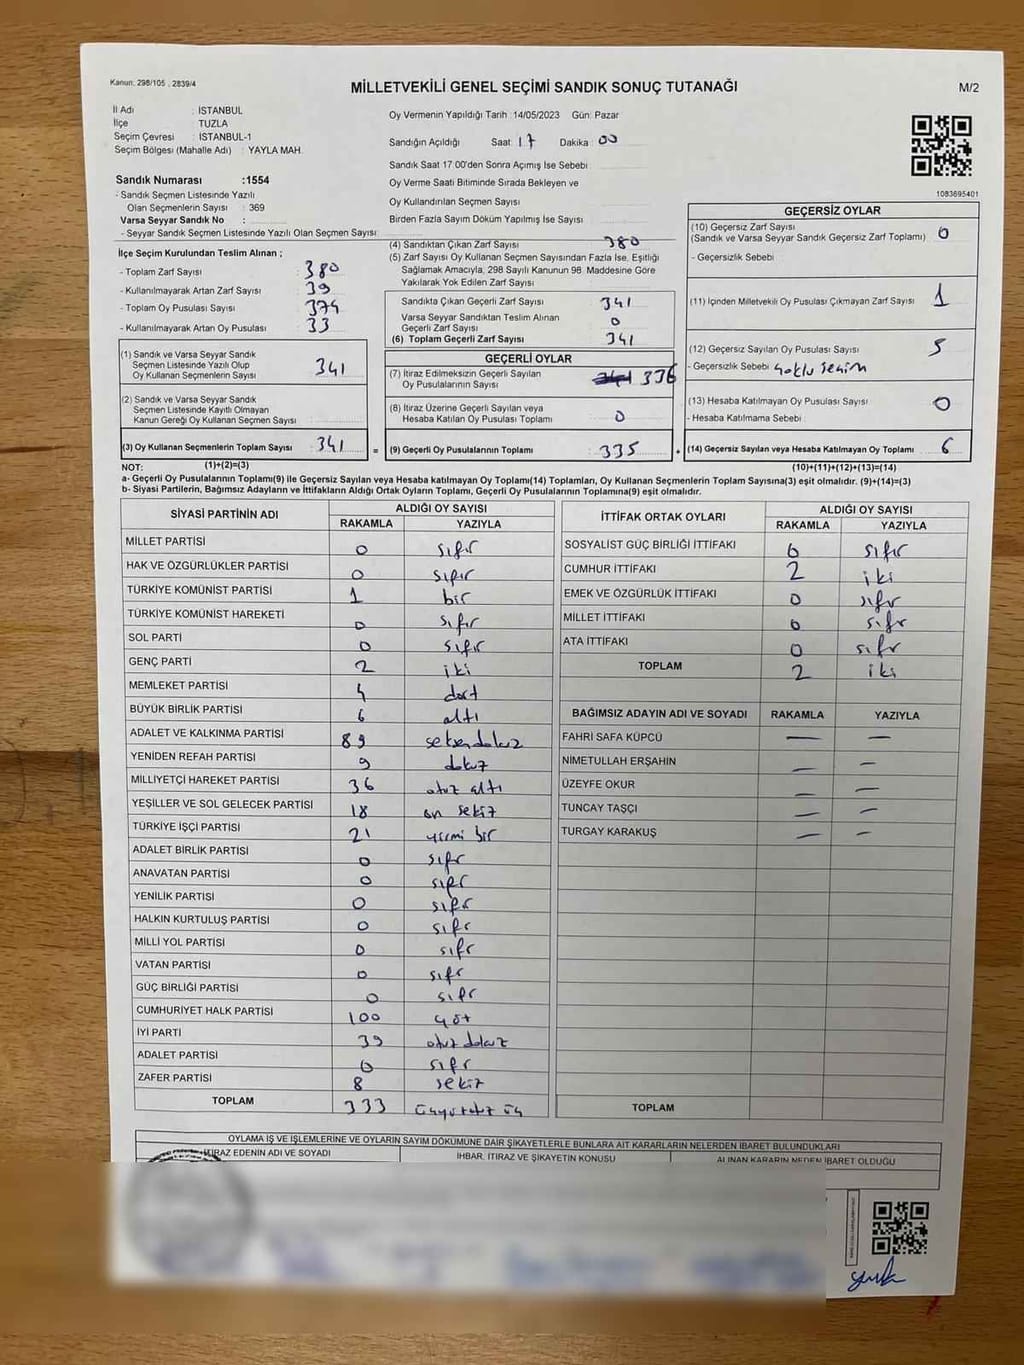 Kanun. 298/105 , 2839/4
MİLLETVEKİLİ GENEL SEÇİMİ SANDIK SONUÇ TUTANAĞI
M/2
İl Adı : İSTANBUL
İlçe : TUZLA
Seçim Çevresi : İSTANBUL-1
Seçim Bölgesi (Mahalle Adı) : YAYLA MAH.
Oy Vermenin Yapıldığı Tarih :14/05/2023 Gün: Pazar
Sandığın Açıldığı Saat: 17 Dakika: 00
Sandık Saat 17 00'den Sonra Açımış İse Sebebi
Oy Verme Saati Bitiminde Sırada Bekleyen ve
Oy Kullandırılan Seçmen Sayısı
Birden Fazla Sayım Döküm Yapılmış İse Sayısı
1083695401
Sandık Numarası :1554
- Sandık Seçmen Listesinde Yazılı
Olan Seçmenlerin Sayısı : 369
Varsa Seyyar Sandık No :
- Seyyar Sandık Seçmen Listesinde Yazılı Olan Seçmen Sayısı
İlçe Seçim Kurulundan Teslim Alınan ;
- Toplam Zarf Sayısı 380
- Kullanılmayarak Artan Zarf Sayısı 39
- Toplam Oy Pusulası Sayısı 374
- Kullanılmayarak Artan Oy Pusulası 33
(4) Sandıktan Çıkan Zarf Sayısı 380
(5) Zarf Sayısı Oy Kullanan Seçmen Sayısından Fazla İse, Eşitliği
Sağlamak Amacıyla, 298 Sayılı Kanunun 98. Maddesine Göre
Yakılarak Yok Edilen Zarf Sayısı
Sandıkta Çıkan Geçerli Zarf Sayısı 341
Varsa Seyyar Sandıktan Teslim Alınan
Geçerli Zarf Sayısı 0
(6) Toplam Geçerli Zarf Sayısı 341
GEÇERSİZ OYLAR
(10) Geçersiz Zarf Sayısı 0
(Sandık ve Varsa Seyyar Sandık Geçersiz Zarf Toplamı)
- Geçersizlik Sebebi
(11) İçinden Milletvekili Oy Pusulası Çıkmayan Zarf Sayısı 1
(12) Geçersiz Sayılan Oy Pusulası Sayısı 5
- Geçersizlik Sebebi çoklu seçim
(13) Hesaba Katılmayan Oy Pusulası Sayısı 0
- Hesaba Katılmama Sebebi
(14) Geçersiz Sayılan veya Hesaba Katılmayan Oy Toplamı 6
(10)+(11)+(12)+(13)=(14)
(1) Sandık ve Varsa Seyyar Sandık
Seçmen Listesinde Yazılı Olup
Oy Kullanan Seçmenlerin Sayısı 341
(2) Sandık ve Varsa Seyyar Sandık
Seçmen Listesinde Kayıtlı Olmayan
Kanun Gereği Oy Kullanan Seçmen Sayısı
(3) Oy Kullanan Seçmenlerin Toplam Sayısı 341 =
(1)+(2)=(3)
GEÇERLİ OYLAR
(7) İtiraz Edilmeksizin Geçerli Sayılan
Oy Pusulalarının Sayısı 341 336
(8) İtiraz Üzerine Geçerli Sayılan veya
Hesaba Katılan Oy Pusulası Toplamı 0
(9) Geçerli Oy Pusulalarının Toplamı 335 +
NOT:
a- Geçerli Oy Pusulalarının Toplamı(9) ile Geçersiz Sayılan veya Hesaba katılmayan Oy Toplamı(14) Toplamları, Oy Kullanan Seçmenlerin Toplam Sayısına(3) eşit olmalıdır. (9)+(14)=(3)
b- Siyasi Partilerin, Bağımsız Adayların ve İttifakların Aldığı Ortak Oyların Toplamı, Geçerli Oy Pusulalarının Toplamına(9) eşit olmalıdır.
SİYASİ PARTİNİN ADI ALDIĞI OY SAYISI
RAKAMLA YAZIYLA
MİLLET PARTİSİ 0 sıfır
HAK VE ÖZGÜRLÜKLER PARTİSİ 0 sıfır
TÜRKİYE KOMÜNİST PARTİSİ 1 bir
TÜRKİYE KOMÜNİST HAREKETİ 0 sıfır
SOL PARTİ 0 sıfır
GENÇ PARTİ 2 iki
MEMLEKET PARTİSİ 4 dört
BÜYÜK BİRLİK PARTİSİ 6 altı
ADALET VE KALKINMA PARTİSİ 89 seksendokuz
YENİDEN REFAH PARTİSİ 9 dokuz
MİLLİYETÇİ HAREKET PARTİSİ 36 otuz altı
YEŞİLLER VE SOL GELECEK PARTİSİ 18 on sekiz
TÜRKİYE İŞÇİ PARTİSİ 21 yirmi bir
ADALET BİRLİK PARTİSİ 0 sıfır
ANAVATAN PARTİSİ 0 sıfır
YENİLİK PARTİSİ 0 sıfır
HALKIN KURTULUŞ PARTİSİ 0 sıfır
MİLLİ YOL PARTİSİ 0 sıfır
VATAN PARTİSİ 0 sıfır
GÜÇ BİRLİĞİ PARTİSİ 0 sıfır
CUMHURİYET HALK PARTİSİ 100 yüz
İYİ PARTİ 39 otuz dokuz
ADALET PARTİSİ 0 sıfır
ZAFER PARTİSİ 8 sekiz
TOPLAM 333 üçyüzotuz üç
İTTİFAK ORTAK OYLARI ALDIĞI OY SAYISI
RAKAMLA YAZIYLA
SOSYALİST GÜÇ BİRLİĞİ İTTİFAKI 0 sıfır
CUMHUR İTTİFAKI 2 iki
EMEK VE ÖZGÜRLÜK İTTİFAKI 0 sıfır
MİLLET İTTİFAKI 0 sıfır
ATA İTTİFAKI 0 sıfır
TOPLAM 2 iki
BAĞIMSIZ ADAYIN ADI VE SOYADI RAKAMLA YAZIYLA
FAHRİ SAFA KÜPCÜ — —
NİMETULLAH ERŞAHİN — —
ÜZEYFE OKUR — —
TUNCAY TAŞÇI — —
TURGAY KARAKUŞ — —
TOPLAM
OYLAMA İŞ VE İŞLEMLERİNE VE OYLARIN SAYIM DÖKÜMÜNE DAİR ŞİKAYETLERLE BUNLARA AİT KARARLARIN NELERDEN İBARET BULUNDUKLARI
İTİRAZ EDENİN ADI VE SOYADI İHBAR, İTİRAZ VE ŞİKAYETİN KONUSU ALINAN KARARIN NEDEN İBARET OLDUĞU